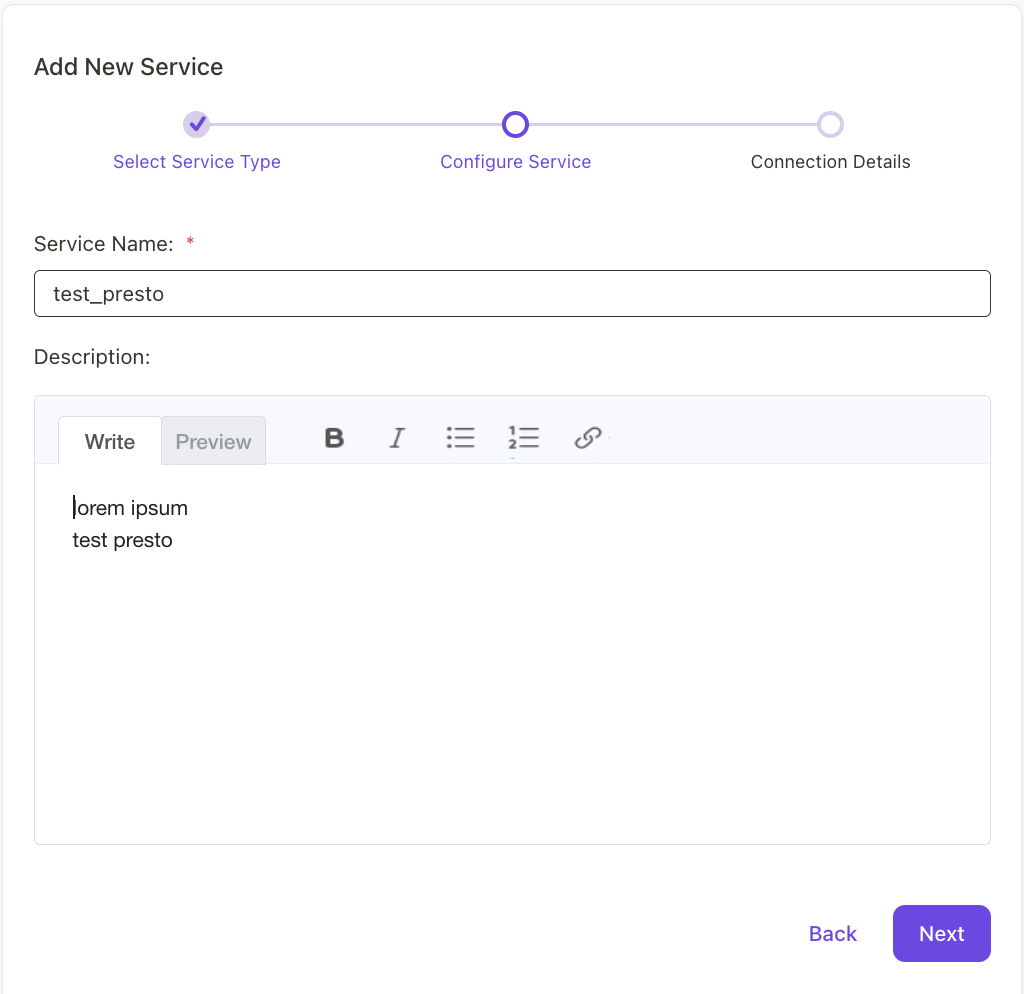 Add New Service
Select Service Type
Configure Service
Connection Details
Service Name: *
test_presto
Description:
Write
Preview
B
I
lorem ipsum
test presto
Back
Next